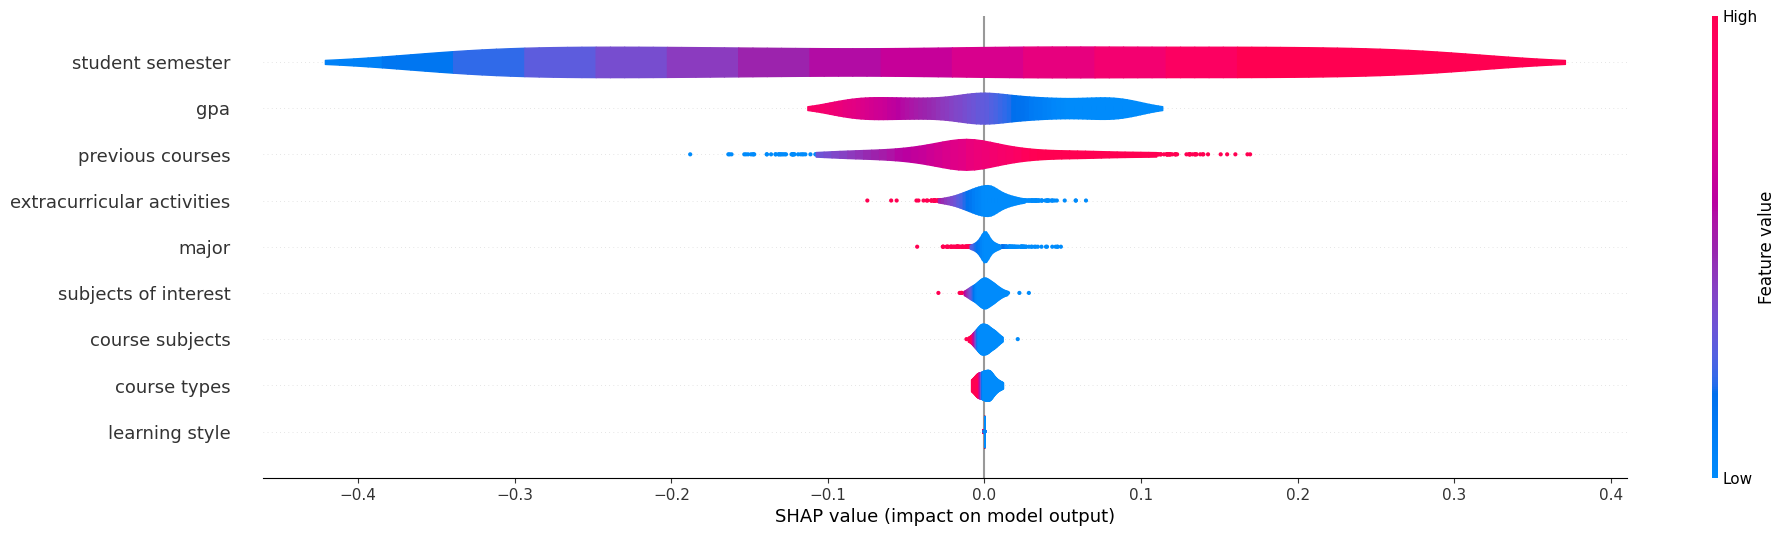 High
student semester
gpa
previous courses
extracurricular activities
major
subjects of interest
course subjects
course types
learning style
Feature value
Low
−0.4 −0.3 −0.2 −0.1 0.0 0.1 0.2 0.3 0.4
SHAP value (impact on model output)